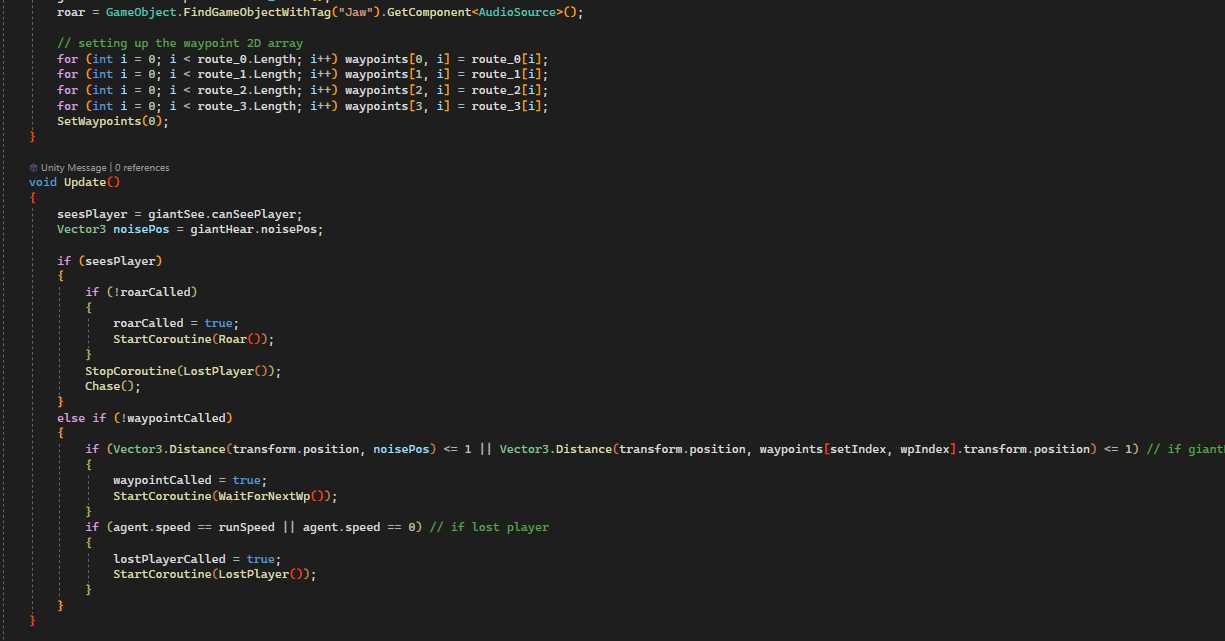 roar = GameObject.FindGameObjectWithTag("Jaw").GetComponent<AudioSource>();
// setting up the waypoint 2D array
for (int i = 0; i < route_0.Length; i++) waypoints[0, i] = route_0[i];
for (int i = 0; i < route_1.Length; i++) waypoints[1, i] = route_1[i];
for (int i = 0; i < route_2.Length; i++) waypoints[2, i] = route_2[i];
for (int i = 0; i < route_3.Length; i++) waypoints[3, i] = route_3[i];
SetWaypoints(0);
}
Unity Message | 0 references
void Update()
{
seesPlayer = giantSee.canSeePlayer;
Vector3 noisePos = giantHear.noisePos;
if (seesPlayer)
{
if (!roarCalled)
{
roarCalled = true;
StartCoroutine(Roar());
}
StopCoroutine(LostPlayer());
Chase();
}
else if (!waypointCalled)
{
if (Vector3.Distance(transform.position, noisePos) <= 1 || Vector3.Distance(transform.position, waypoints[setIndex, wpIndex].transform.position) <= 1) // if giant
{
waypointCalled = true;
StartCoroutine(WaitForNextWp());
}
if (agent.speed == runSpeed || agent.speed == 0) // if lost player
{
lostPlayerCalled = true;
StartCoroutine(LostPlayer());
}
}
}